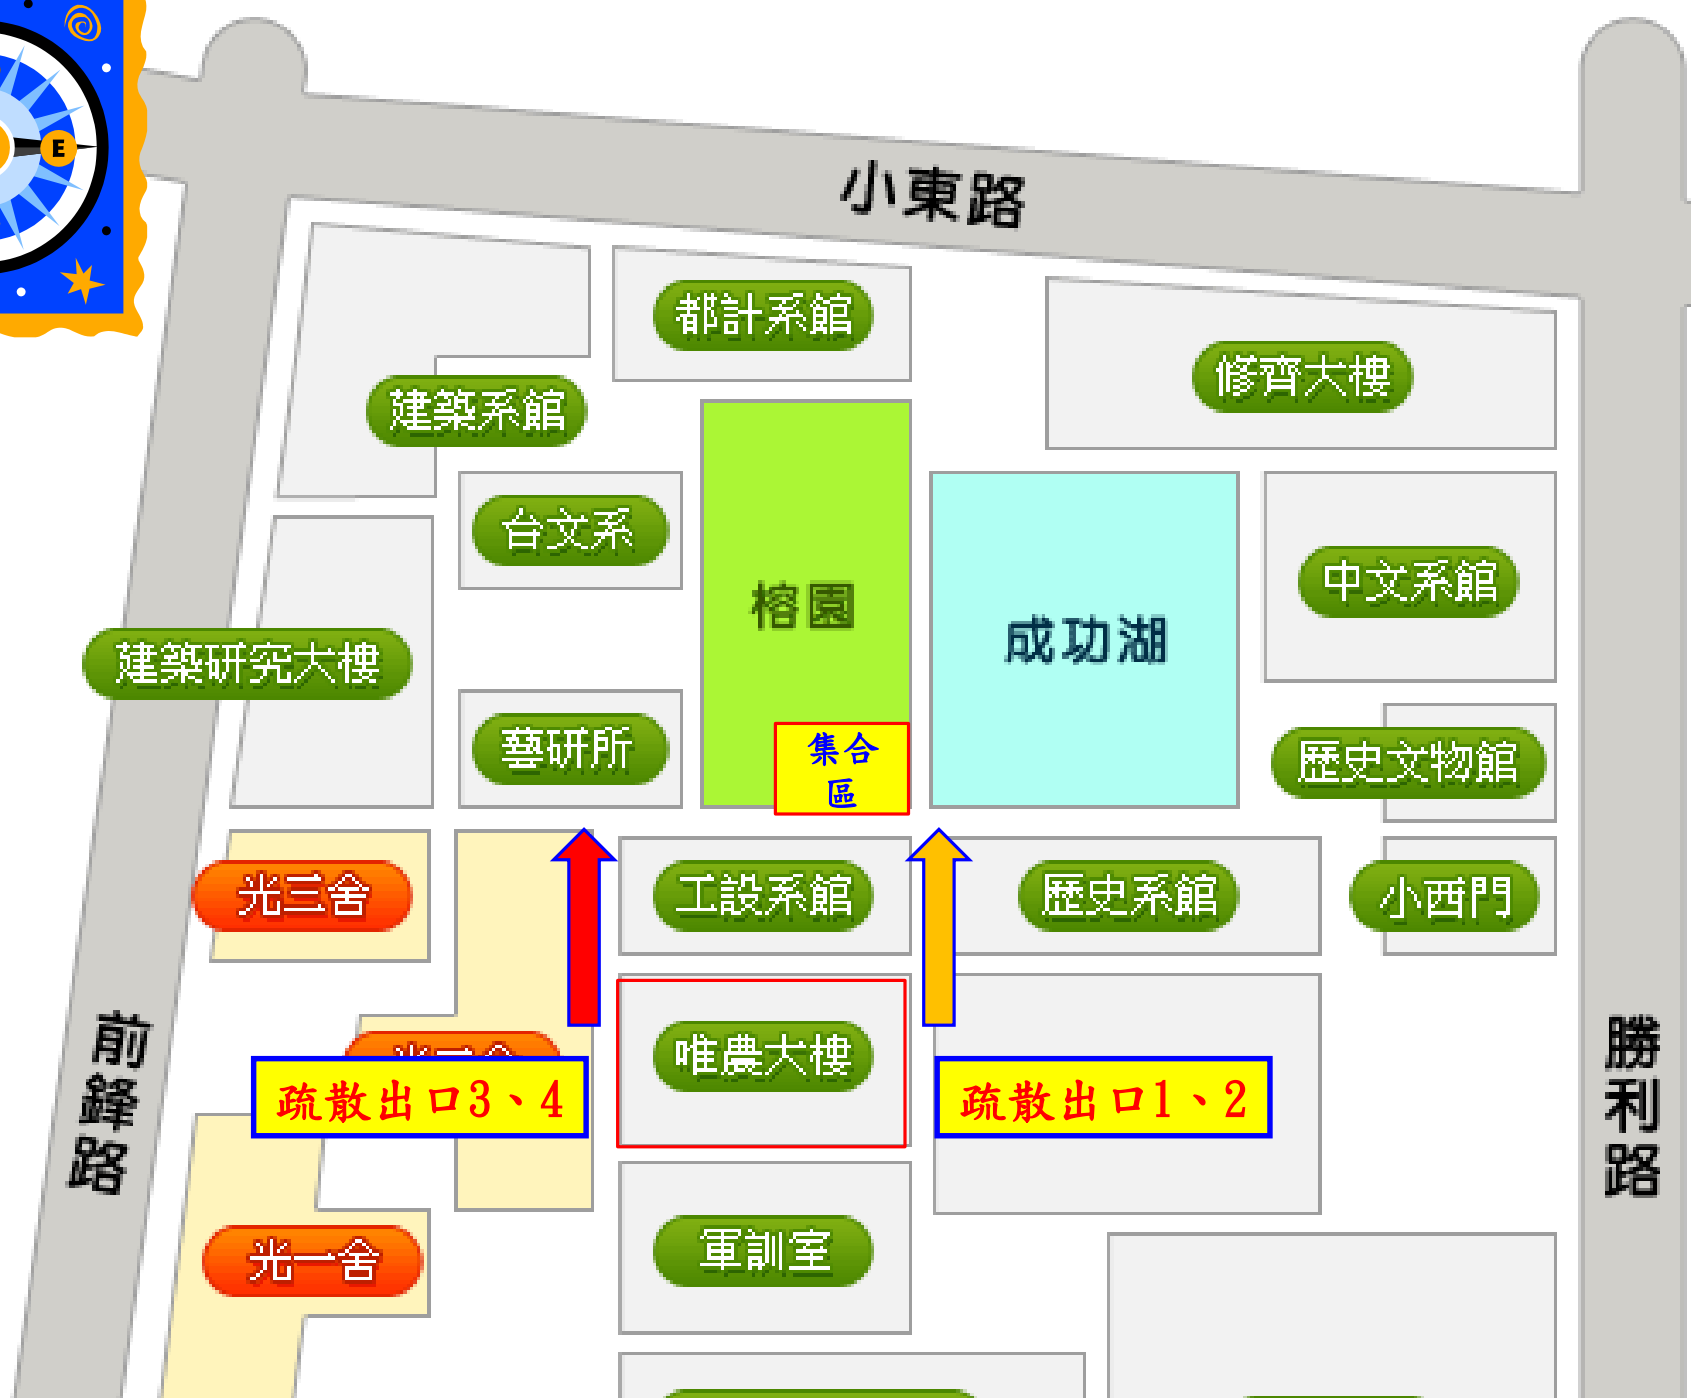 E
小東路
都計系館
修齊大樓
建築系館
台文系
中文系館
榕園
成功湖
建築研究大樓
藝研所
集合
區
歷史文物館
光三舍
工設系館
歷史系館
小西門
前鋒路
勝利路
唯農大樓
疏散出口3、4
疏散出口1、2
軍訓室
光一舍